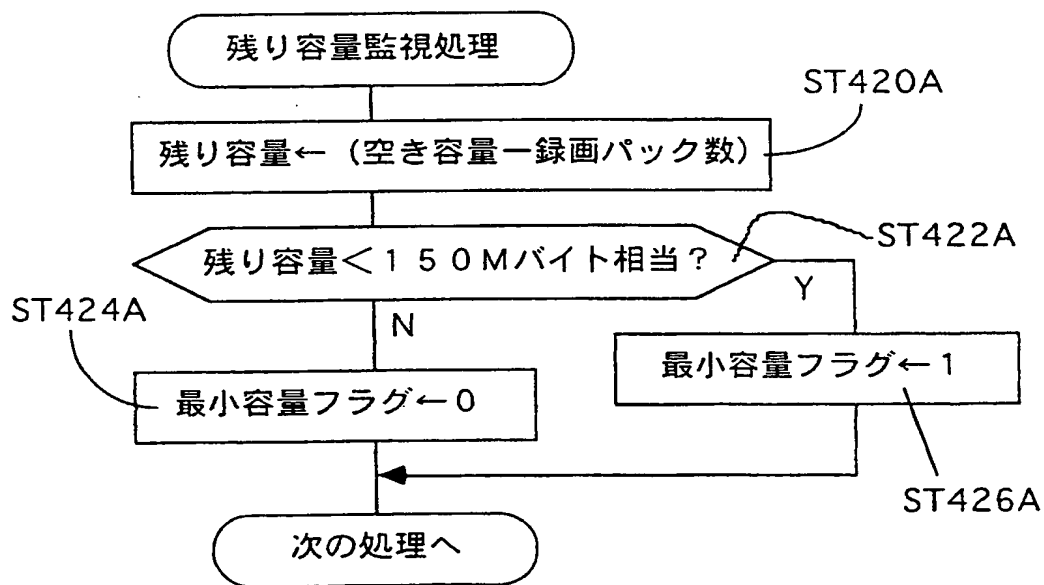 残り容量監視処理
ST420A
残り容量←（空き容量ー録画パック数）
ST422A
残り容量＜１５０Mバイト相当？
Y
N
ST424A
最小容量フラグ←１
最小容量フラグ←０
ST426A
次の処理へ